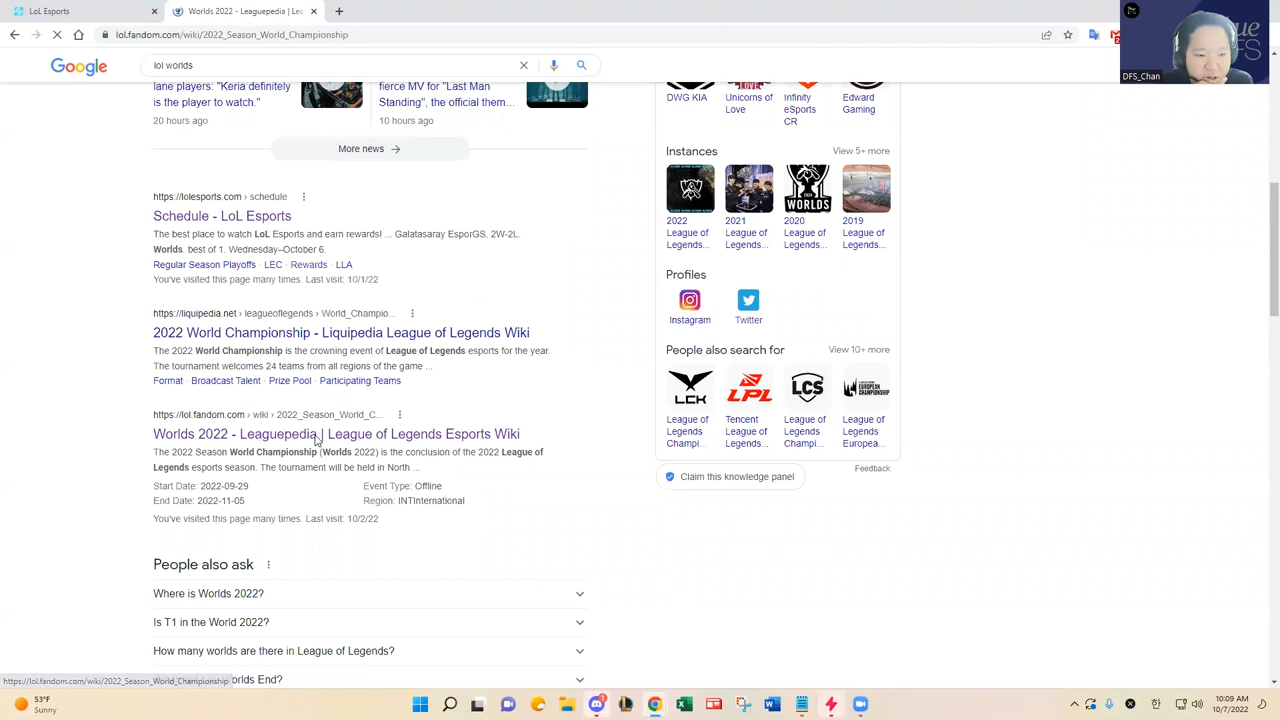 LoL Esports
Worlds 2022 - Leaguepedia | Lea
lol.fandom.com/wiki/2022_Season_World_Championship
DFS_Chan
Google
lol worlds
lane players: "Keria definitely
is the player to watch."
20 hours ago
fierce MV for "Last Man
Standing", the official them...
10 hours ago
More news
https://lolesports.com › schedule
Schedule - LoL Esports
The best place to watch LoL Esports and earn rewards! ... Galatasaray EsporGS. 2W-2L.
Worlds. best of 1. Wednesday–October 6.
Regular Season Playoffs · LEC · Rewards · LLA
You've visited this page many times. Last visit: 10/1/22
https://liquipedia.net › leagueoflegends › World_Champio...
2022 World Championship - Liquipedia League of Legends Wiki
The 2022 World Championship is the crowning event of League of Legends esports for the year.
The tournament welcomes 24 teams from all regions of the game ...
Format · Broadcast Talent · Prize Pool · Participating Teams
https://lol.fandom.com › wiki › 2022_Season_World_C...
Worlds 2022 - Leaguepedia | League of Legends Esports Wiki
The 2022 Season World Championship (Worlds 2022) is the conclusion of the 2022 League of
Legends esports season. The tournament will be held in North ...
Start Date: 2022-09-29
Event Type: Offline
End Date: 2022-11-05
Region: INTInternational
You've visited this page many times. Last visit: 10/2/22
People also ask
Where is Worlds 2022?
Is T1 in the World 2022?
How many worlds are there in League of Legends?
orlds End?
https://lol.fandom.com/wiki/2022_Season_World_Championship
DWG KIA
Unicorns of
Love
Infinity
eSports
CR
Edward
Gaming
Instances
View 5+ more
WORLDS
2022
League of
Legends...
2021
League of
Legends...
2020
League of
Legends...
2019
League of
Legends...
Profiles
Instagram
Twitter
People also search for
View 10+ more
LCK
LPL
LCS
EUROPEAN
CHAMPIONSHIP
League of
Legends
Champi...
Tencent
League of
Legends...
League of
Legends
Champi...
League of
Legends
Europea...
Feedback
Claim this knowledge panel
53°F
Sunny
1
한
10:09 AM
10/7/2022